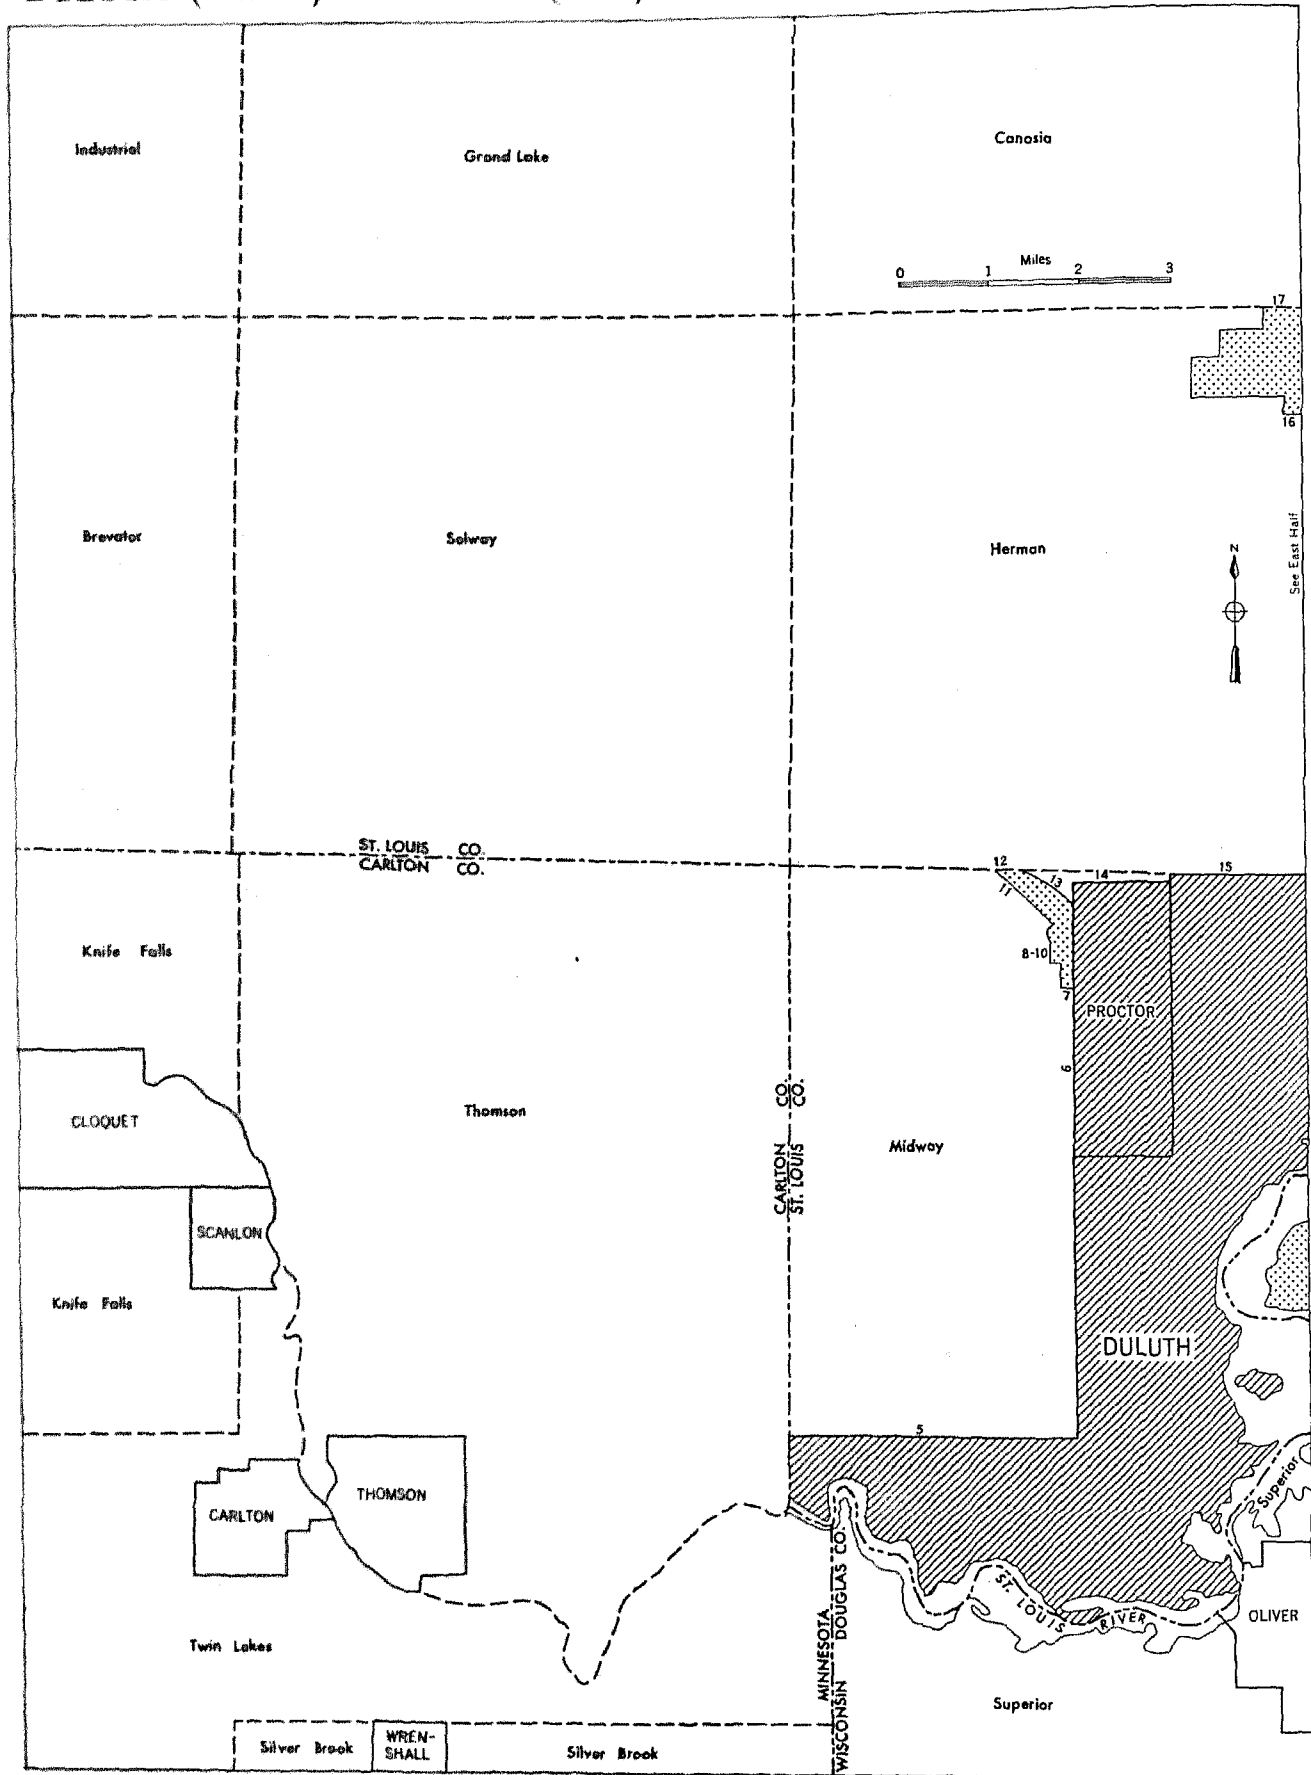 Industrial
Grand Lake
Canosia
Miles
0 1 2 3
17
16
Brevator
Solway
Herman
N
See East Half
ST. LOUIS CO.
CARLTON CO.
12
13
14
15
11
Knife Falls
8-10
7
PROCTOR
6
CLOQUET
Thomson
CARLTON CO.
ST. LOUIS CO.
Midway
SCANLON
Knife Falls
DULUTH
5
Superior
CARLTON
THOMSON
ST. LOUIS RIVER
OLIVER
Twin Lakes
MINNESOTA
WISCONSIN
DOUGLAS CO.
Superior
Silver Brook
WREN-
SHALL
Silver Brook